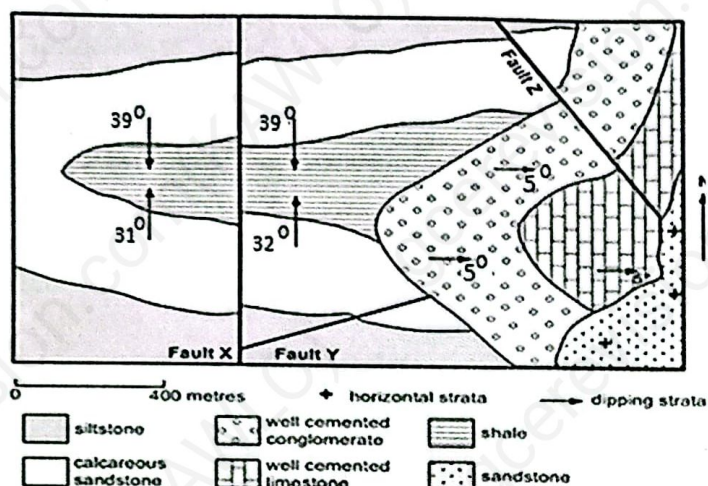 Fault Z
39° 39°
5°
31° 32°
5°
Fault X Fault Y
0 400 metres + horizontal strata → dipping strata
siltstone well cemented conglomerate shale
calcareous sandstone well cemented limestone sandstone